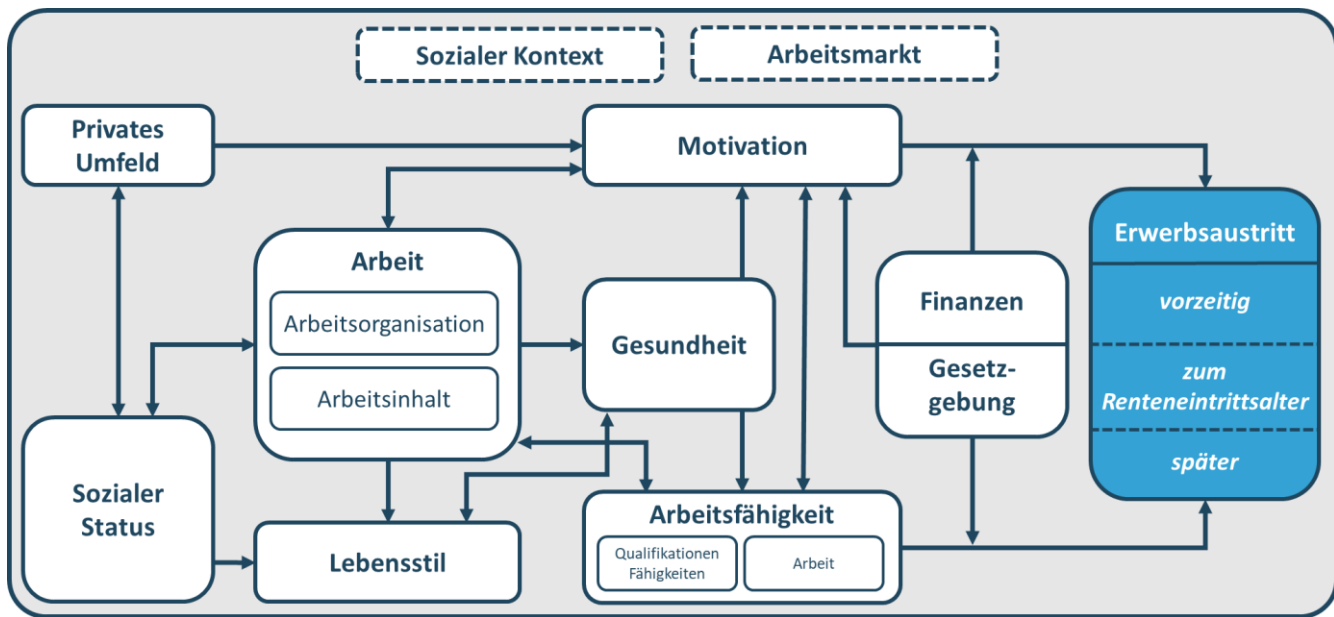 Sozialer Kontext
Arbeitsmarkt
Privates
Umfeld
Motivation
Arbeit
Arbeitsorganisation
Arbeitsinhalt
Gesundheit
Finanzen
Gesetz-
gebung
Erwerbsaustritt
vorzeitig
zum
Renteneintrittsalter
später
Sozialer
Status
Lebensstil
Arbeitsfähigkeit
Qualifikationen
Fähigkeiten
Arbeit